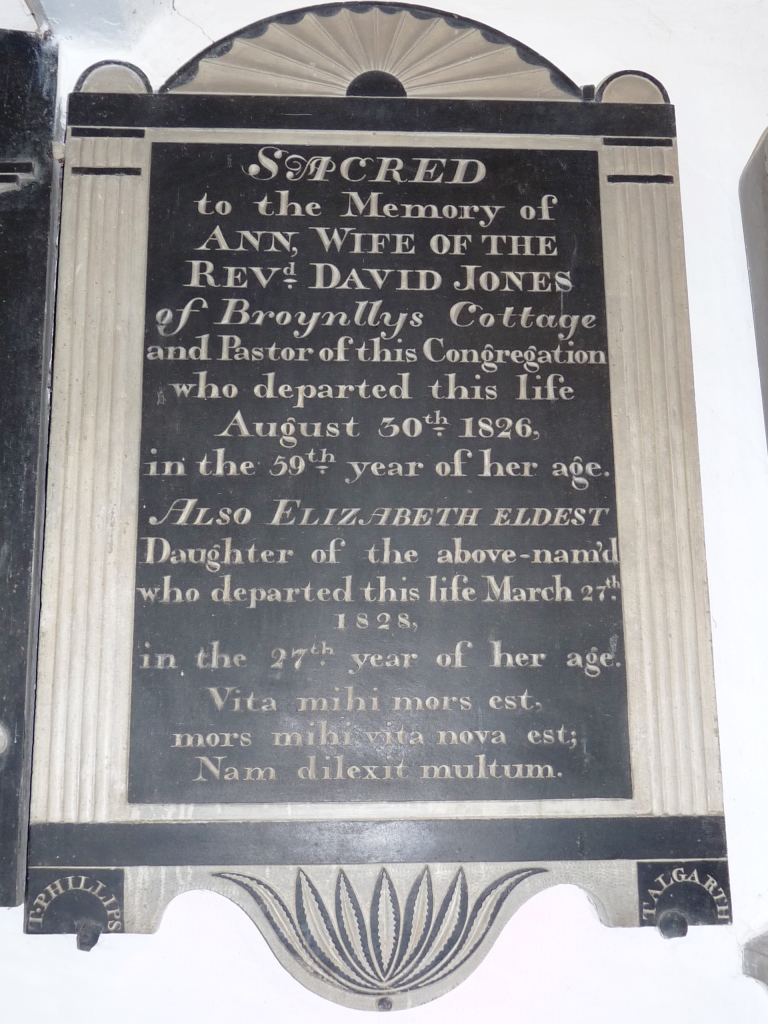 SACRED
to the Memory of
ANN, WIFE OF THE
REVd. DAVID JONES
of Broynllys Cottage
and Pastor of this Congregation
who departed this life
August 30th 1826,
in the 59th year of her age.
ALSO ELIZABETH ELDEST
Daughter of the above-nam'd
who departed this life March 27th
1828,
in the 27th year of her age.
Vita mihi mors est,
mors mihi vita nova est;
Nam dilexit multum.
T. PHILLIPS
TALGARTH